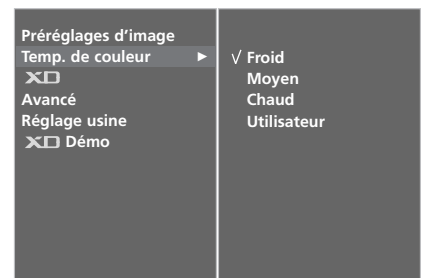 Préréglages d’image
Temp. de couleur ►
XD
Avancé
Réglage usine
XD Démo
√ Froid
Moyen
Chaud
Utilisateur